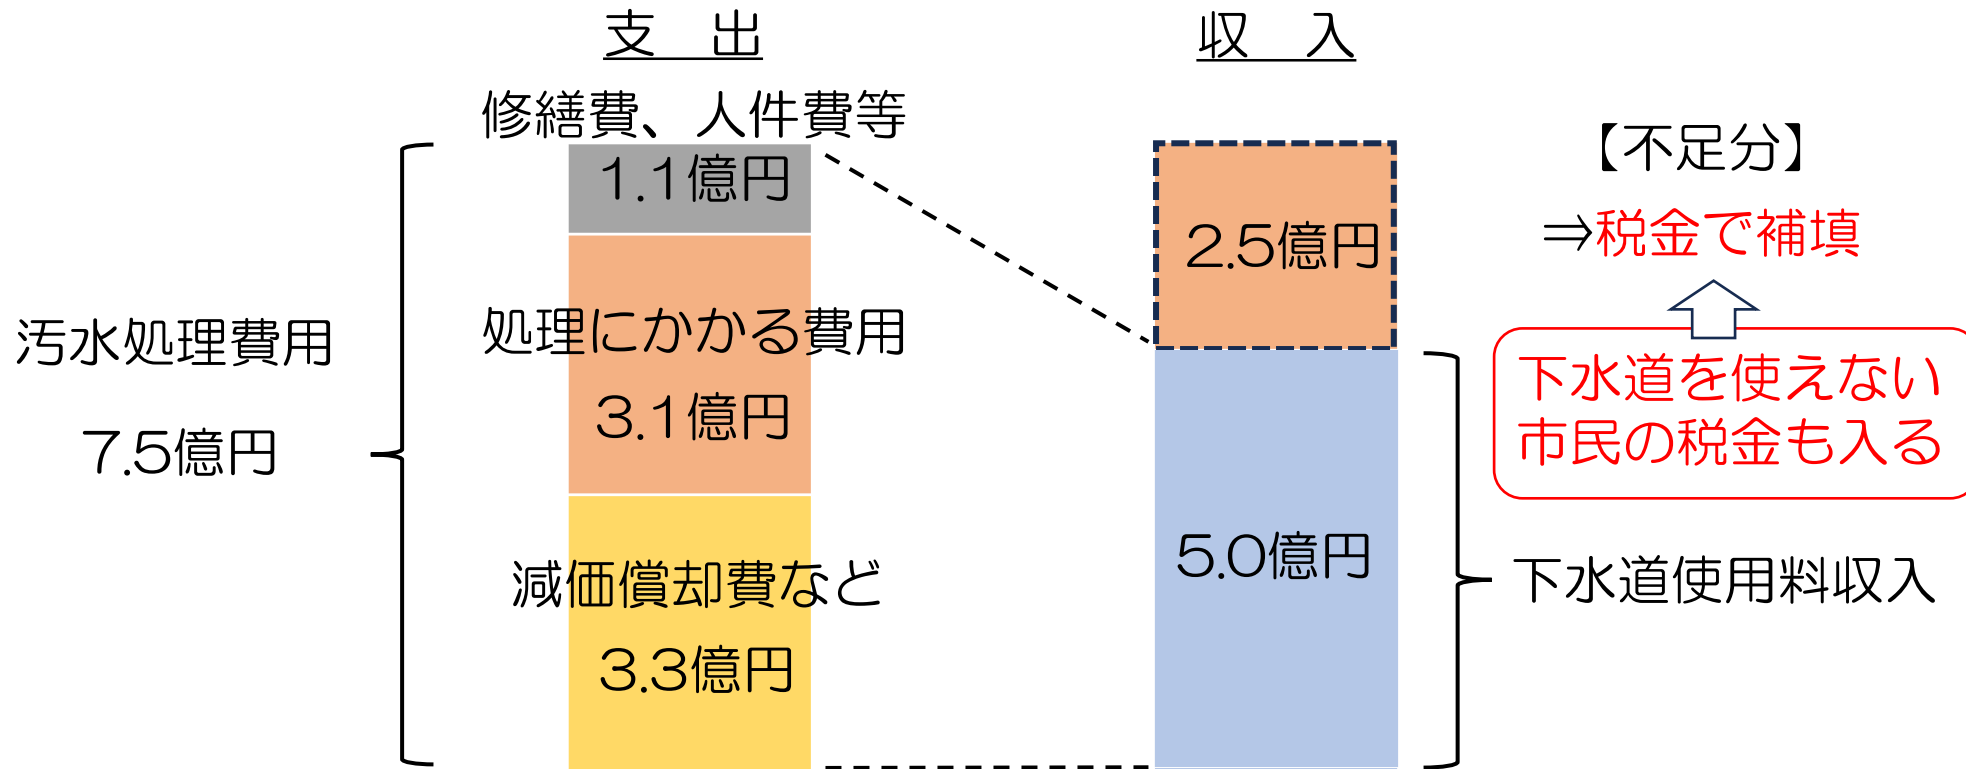 支　出
修繕費、人件費等
1.1億円
処理にかかる費用
3.1億円
減価償却費など
3.3億円
汚水処理費用
7.5億円
収　入
2.5億円
5.0億円
【不足分】
⇒税金で補填
下水道を使えない
市民の税金も入る
下水道使用料収入